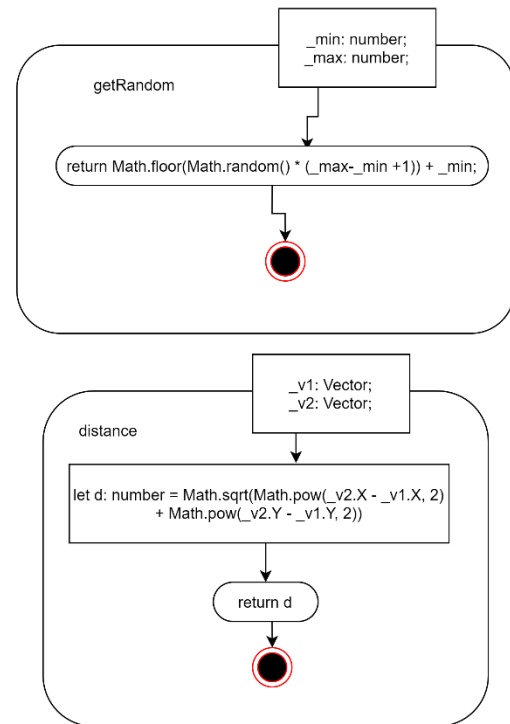 _min: number;
_max: number;
getRandom
return Math.floor(Math.random() * (_max-_min +1)) + _min;
_v1: Vector;
_v2: Vector;
distance
let d: number = Math.sqrt(Math.pow(_v2.X - _v1.X, 2)
+ Math.pow(_v2.Y - _v1.Y, 2))
return d